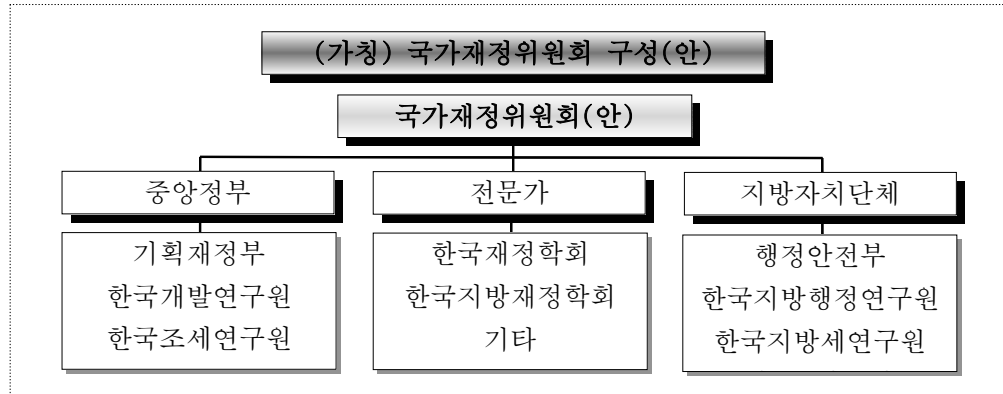 (가칭) 국가재정위원회 구성(안)
국가재정위원회(안)
중앙정부
기획재정부
한국개발연구원
한국조세연구원
전문가
한국재정학회
한국지방재정학회
기타
지방자치단체
행정안전부
한국지방행정연구원
한국지방세연구원